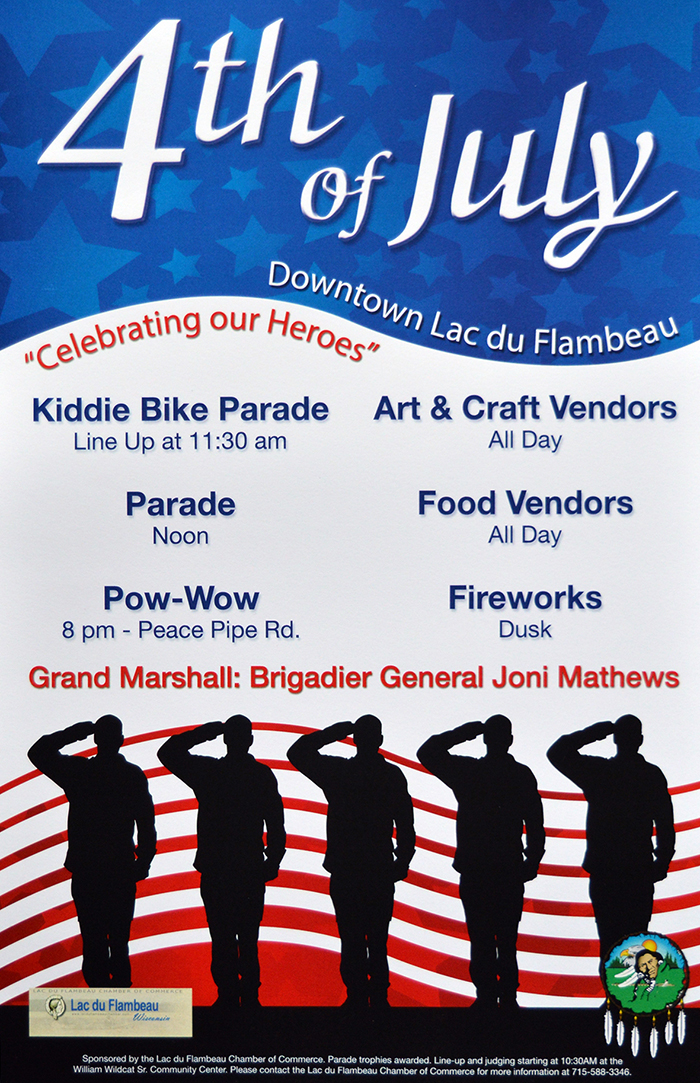 4th
of July
Downtown Lac du Flambeau
"Celebrating our Heroes"
Kiddie Bike Parade
Line Up at 11:30 am
Art & Craft Vendors
All Day
Parade
Noon
Food Vendors
All Day
Pow-Wow
8 pm - Peace Pipe Rd.
Fireworks
Dusk
Grand Marshall: Brigadier General Joni Mathews
LAC DU FLAMBEAU CHAMBER OF COMMERCE
Lac du Flambeau
Wisconsin
Sponsored by the Lac du Flambeau Chamber of Commerce. Parade trophies awarded. Line-up and judging starting at 10:30AM at the
William Wildcat Sr. Community Center. Please contact the Lac du Flambeau Chamber of Commerce for more information at 715-588-3346.